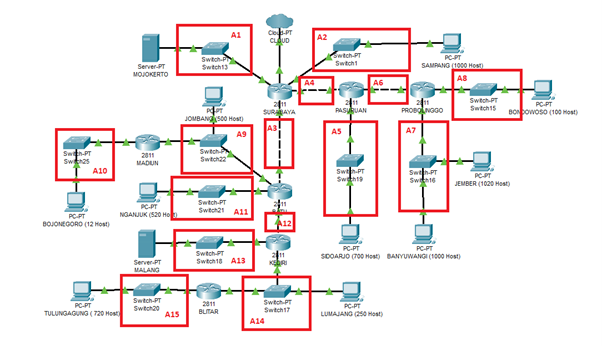 Cloud-PT
CLOUD
A1
Server-PT
MOJOKERTO
Switch-PT
Switch13
A2
Switch-PT
Switch1
PC-PT
SAMPANG (1000 Host)
2811
SURABAYA
A4
2811
PASURUAN
A6
2811
PROBOLINGGO
A8
Switch-PT
Switch15
PC-PT
BONDOWOSO (100 Host)
PC-PT
JOMBANG (500 Host)
A3
A9
Switch-PT
Switch22
2811
MADIUN
Switch-PT
Switch25
A10
PC-PT
BOJONEGORO (12 Host)
A5
Switch-PT
Switch19
A7
Switch-PT
Switch16
PC-PT
JEMBER (1020 Host)
PC-PT
NGANJUK (520 Host)
Switch-PT
Switch21
A11
2811
BATU
A12
PC-PT
SIDOARJO (700 Host)
PC-PT
BANYUWANGI (1000 Host)
Server-PT
MALANG
Switch-PT
Switch18
A13
2811
KEDIRI
PC-PT
TULUNGAGUNG ( 720 Host)
Switch-PT
Switch20
A15
2811
BLITAR
Switch-PT
Switch17
A14
PC-PT
LUMAJANG (250 Host)